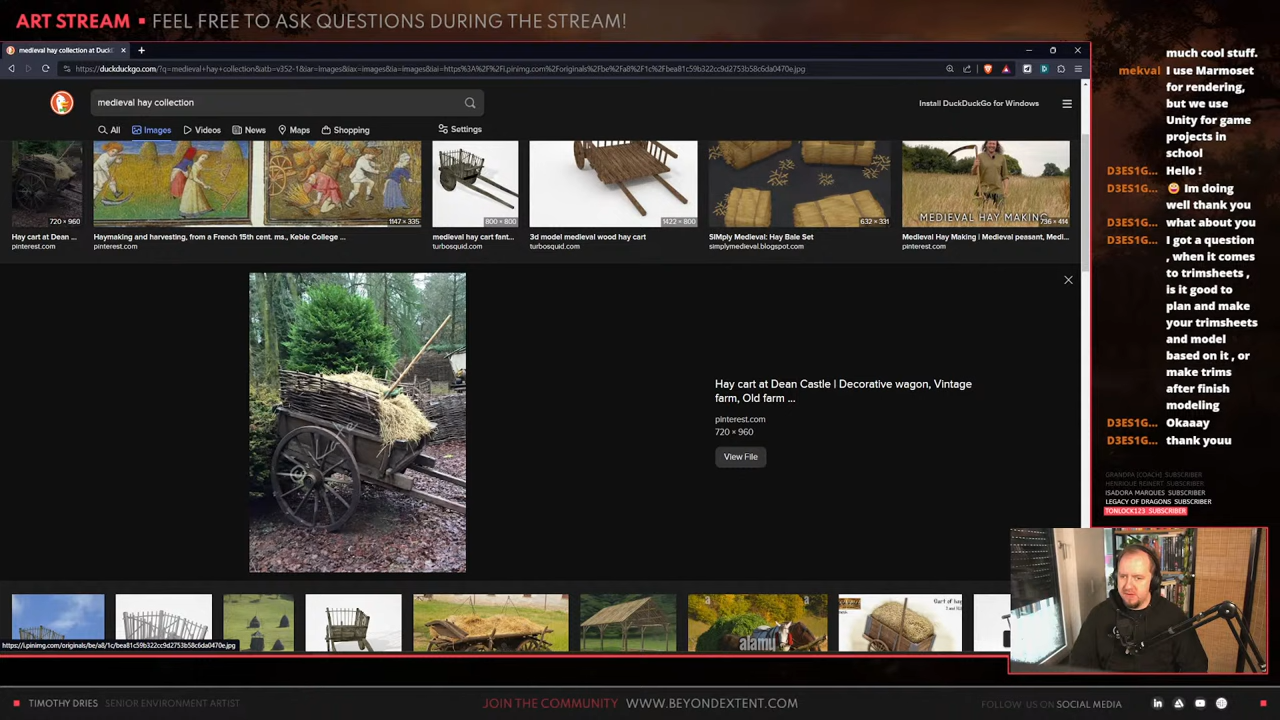 ART STREAM ▪ FEEL FREE TO ASK QUESTIONS DURING THE STREAM!
medieval hay collection at Duck
https://duckduckgo.com/?q=medieval+hay+collection&atb=v352-1&iar=images&iax=images&ia=images&iai=https%3A%2F%2Fi.pinimg.com%2Foriginals%2Fbe%2Fa8%2F1c%2Fbea81c59b322cc9d2753b58c6da0470e.jpg
medieval hay collection
Install DuckDuckGo for Windows
All Images Videos News Maps Shopping Settings
720 × 960
1147 × 335
800 × 800
1422 × 800
632 × 331
MEDIEVAL HAY MAKING
736 × 414
Hay cart at Dean ...
pinterest.com
Haymaking and harvesting, from a French 15th cent. ms., Keble College ...
pinterest.com
medieval hay cart fant...
turbosquid.com
3d model medieval wood hay cart
turbosquid.com
SIMply Medieval: Hay Bale Set
simplymedieval.blogspot.com
Medieval Hay Making | Medieval peasant, Medi...
pinterest.com
Hay cart at Dean Castle | Decorative wagon, Vintage
farm, Old farm ...
pinterest.com
720 × 960
View File
alamy
https://i.pinimg.com/originals/be/a8/1c/bea81c59b322cc9d2753b58c6da0470e.jpg
much cool stuff.
mekval I use Marmoset
for rendering,
but we use
Unity for game
projects in
school
D3ES1G... Hello !
D3ES1G... Im doing
well thank you
D3ES1G... what about you
D3ES1G... I got a question
, when it comes
to trimsheets ,
is it good to
plan and make
your trimsheets
and model
based on it , or
make trims
after finish
modeling
D3ES1G... Okaaay
D3ES1G... thank youu
GRANDPA (COACH) SUBSCRIBER
HENRIQUE REINERT SUBSCRIBER
ISADORA MARQUES SUBSCRIBER
LEGACY OF DRAGONS SUBSCRIBER
TONLOCK123 SUBSCRIBER
TIMOTHY DRIES SENIOR ENVIRONMENT ARTIST
JOIN THE COMMUNITY WWW.BEYONDEXTENT.COM
FOLLOW US ON SOCIAL MEDIA